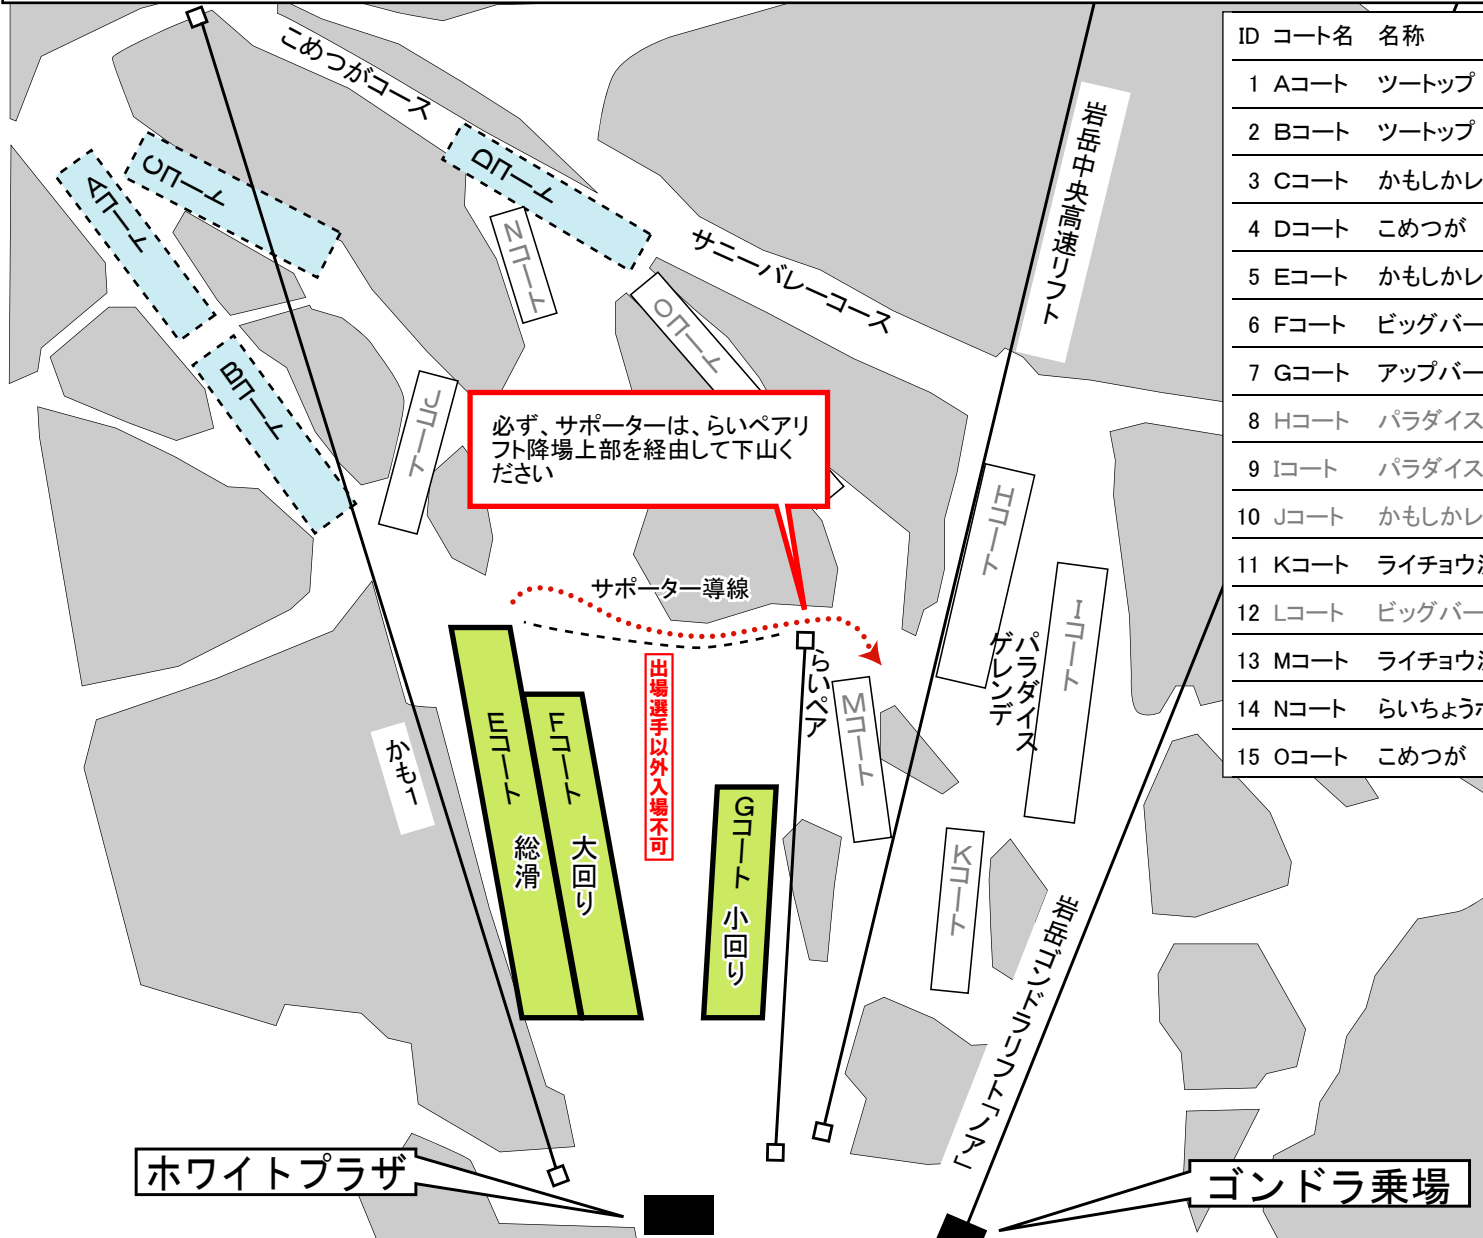 ID コート名 名称
1 Aコート ツートップ
2 Bコート ツートップ
3 Cコート かもしかレ
4 Dコート こめつが
5 Eコート かもしかレ
6 Fコート ビッグバー
7 Gコート アップバー
8 Hコート パラダイス
9 Iコート パラダイス
10 Jコート かもしかレ
11 Kコート ライチョウ
12 Lコート ビッグバー
13 Mコート ライチョウ
14 Nコート らいちょう
15 Oコート こめつが
こめつがコース
岩岳中央高速リフト
Aコート
Cコート
Dコート
Nコート
サニーバレーコース
Oコート
Bコート
Jコート
必ず、サポーターは、らいペアリ
フト降場上部を経由して下山く
ださい
Hコート
サポーター導線
Iコート
パラダイス
ゲレンデ
らいペア
出場選手以外入場不可
Mコート
Eコート 総滑
Fコート 大回り
Gコート 小回り
かも1
Kコート
岩岳ゴンドラリフト「ノア」
ホワイトプラザ
ゴンドラ乗場